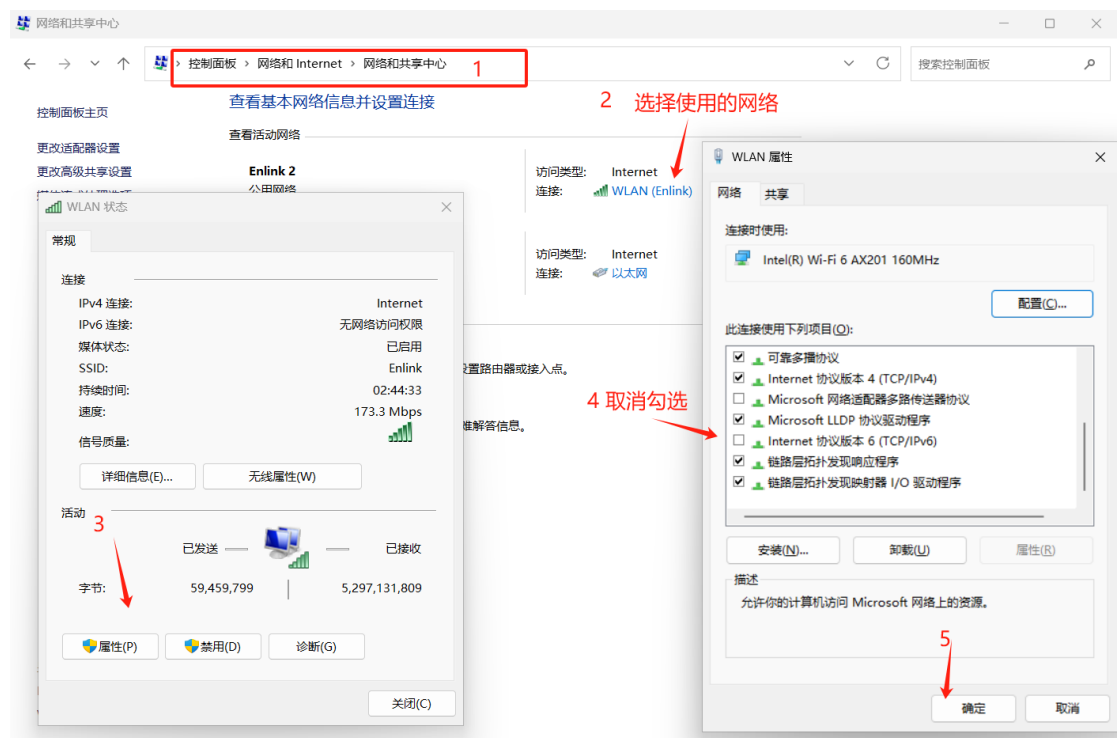 网络和共享中心
控制面板 > 网络和 Internet > 网络和共享中心
1
搜索控制面板
控制面板主页
更改适配器设置
更改高级共享设置
查看基本网络信息并设置连接
查看活动网络
2 选择使用的网络
Enlink 2
公用网络
访问类型: Internet
连接: WLAN (Enlink)
访问类型: Internet
连接: 以太网
设置路由器或接入点。
难解答信息。
WLAN 状态
常规
连接
IPv4 连接: Internet
IPv6 连接: 无网络访问权限
媒体状态: 已启用
SSID: Enlink
持续时间: 02:44:33
速度: 173.3 Mbps
信号质量:
详细信息(E)...
无线属性(W)
活动
3
已发送 — — 已接收
字节: 59,459,799 | 5,297,131,809
属性(P)
禁用(D)
诊断(G)
关闭(C)
WLAN 属性
网络
共享
连接时使用:
Intel(R) Wi-Fi 6 AX201 160MHz
配置(C)...
此连接使用下列项目(O):
可靠多播协议
Internet 协议版本 4 (TCP/IPv4)
Microsoft 网络适配器多路传送器协议
Microsoft LLDP 协议驱动程序
Internet 协议版本 6 (TCP/IPv6)
链路层拓扑发现响应程序
链路层拓扑发现映射器 I/O 驱动程序
4 取消勾选
安装(N)...
卸载(U)
属性(R)
描述
允许你的计算机访问 Microsoft 网络上的资源。
5
确定
取消